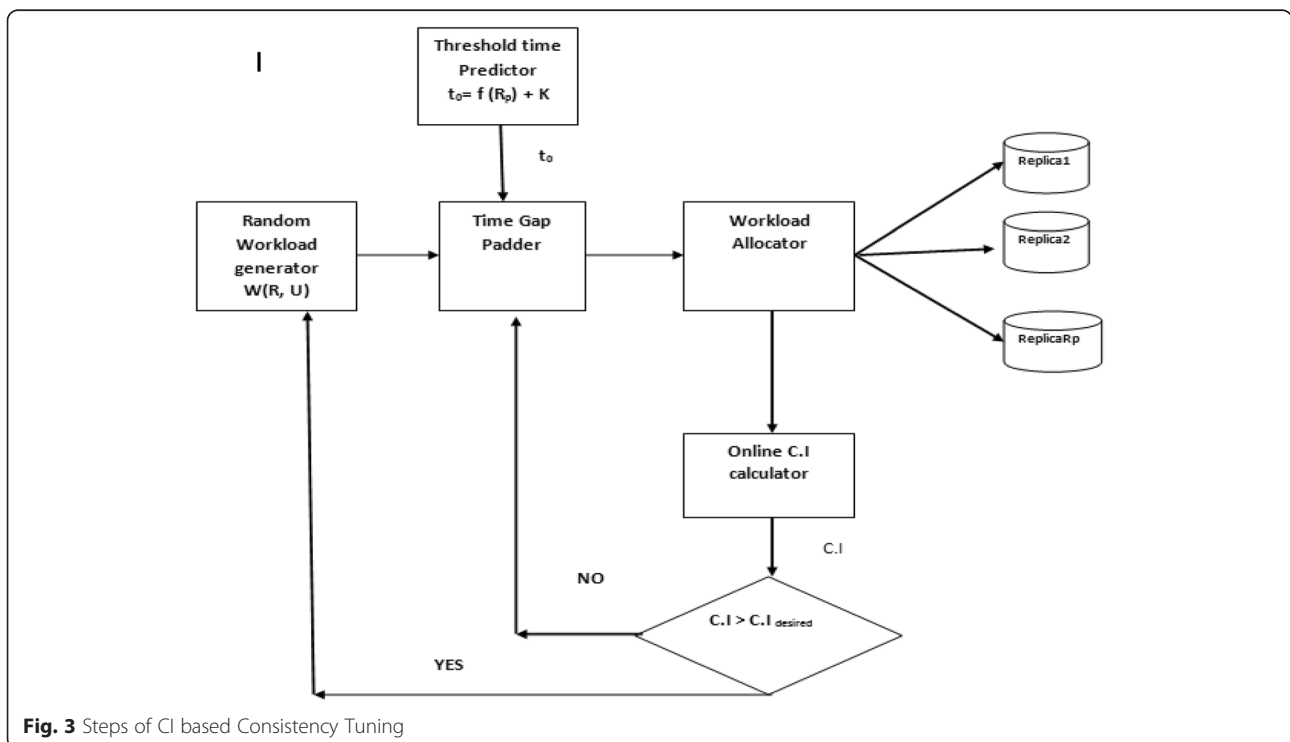 I
Threshold time
Predictor
t₀= f (Rₚ) + K
t₀
Random
Workload
generator
W(R, U)
Time Gap
Padder
Workload
Allocator
Replica1
Replica2
ReplicaRp
Online C.I
calculator
C.I
NO
C.I > C.I desired
YES
Fig. 3 Steps of CI based Consistency Tuning